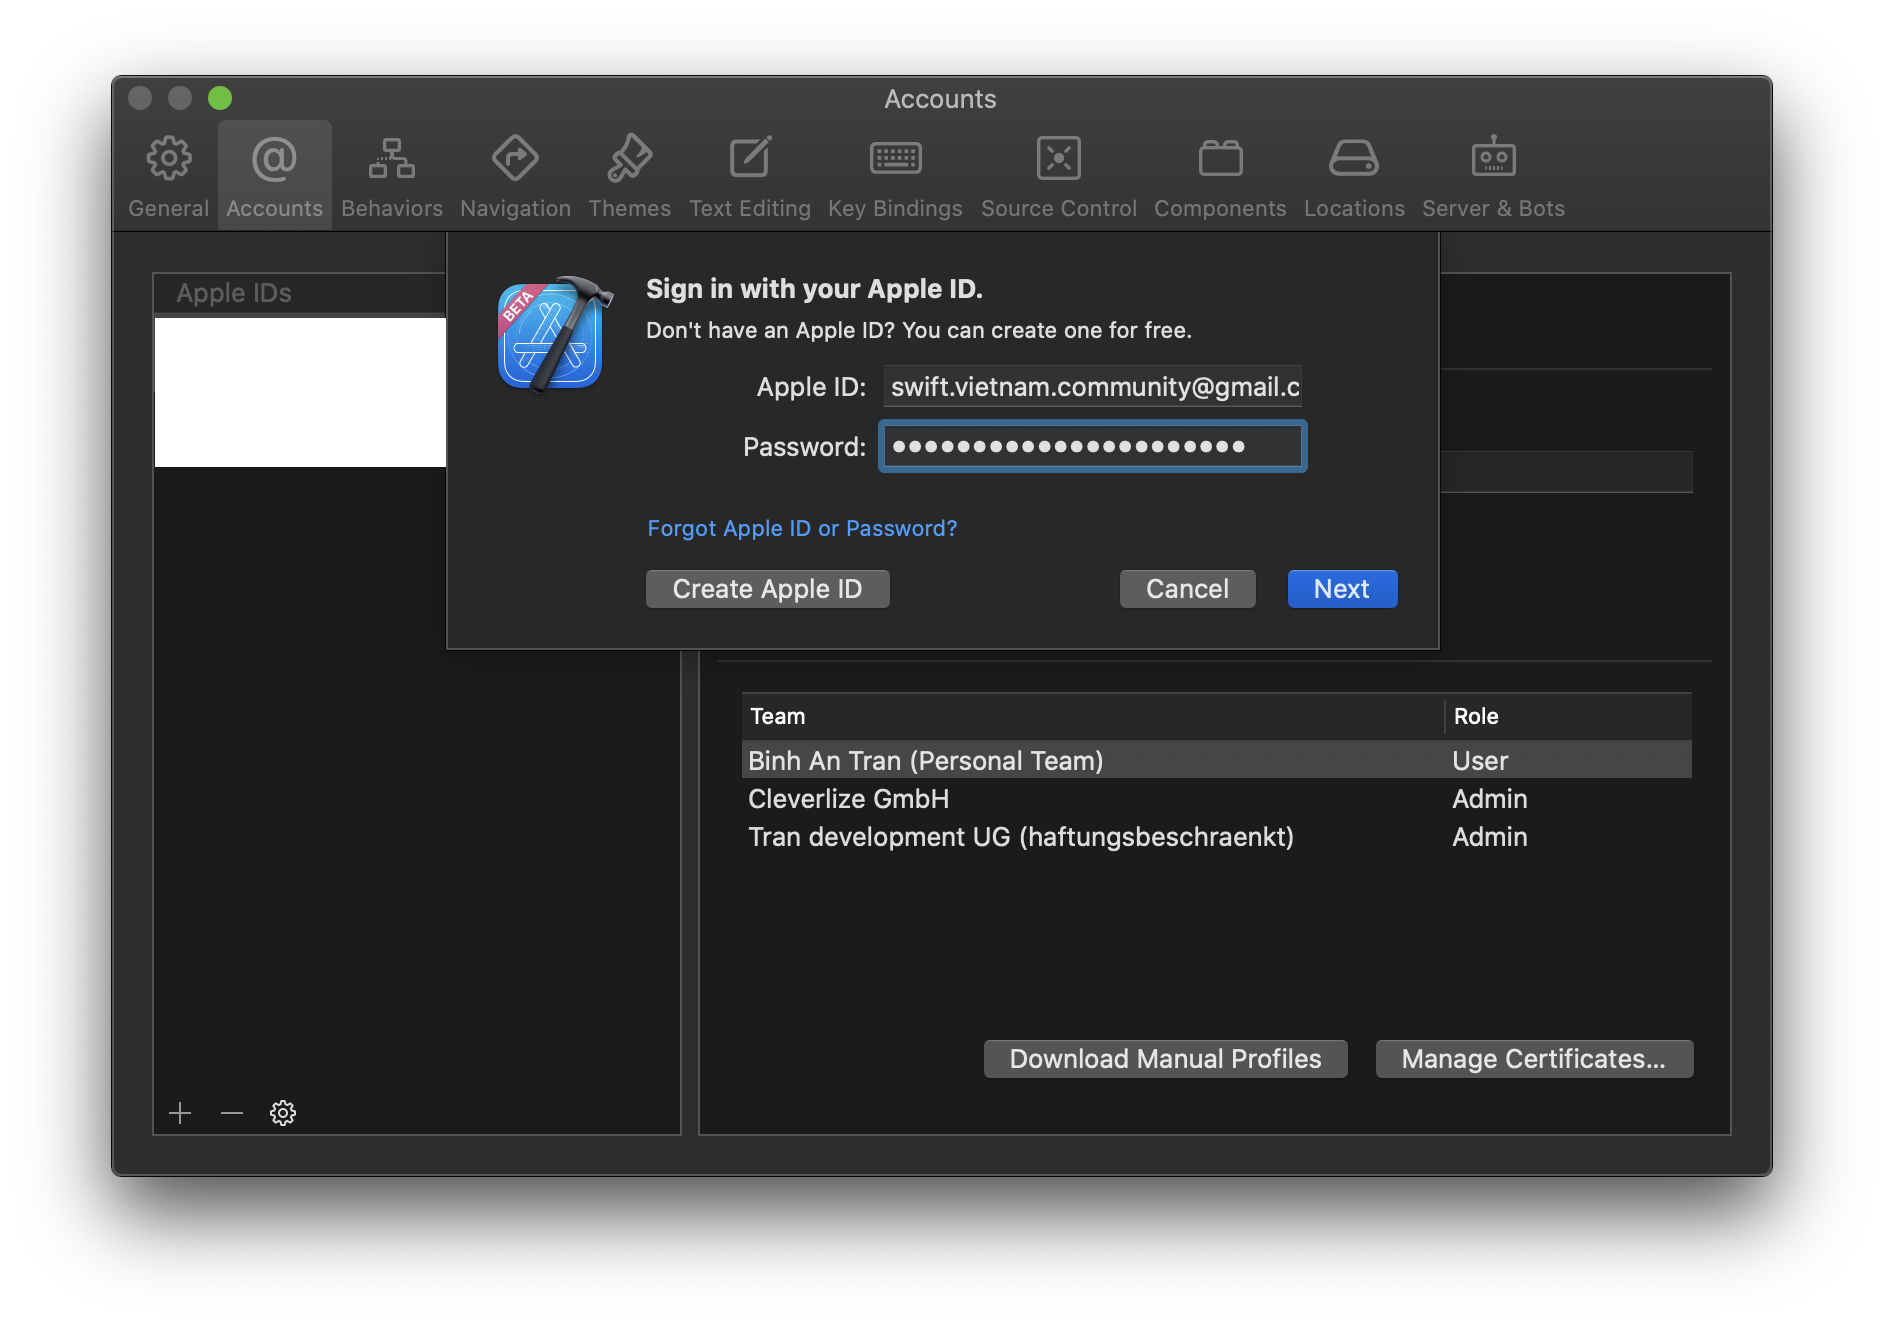 Accounts
General
Accounts
Behaviors
Navigation
Themes
Text Editing
Key Bindings
Source Control
Components
Locations
Server & Bots
Apple IDs
BETA
Sign in with your Apple ID.
Don't have an Apple ID? You can create one for free.
Apple ID: swift.vietnam.community@gmail.c
Password: ●●●●●●●●●●●●●●●●●●●●●●
Forgot Apple ID or Password?
Create Apple ID
Cancel
Next
Team Role
Binh An Tran (Personal Team) User
Cleverlize GmbH Admin
Tran development UG (haftungsbeschraenkt) Admin
Download Manual Profiles
Manage Certificates...